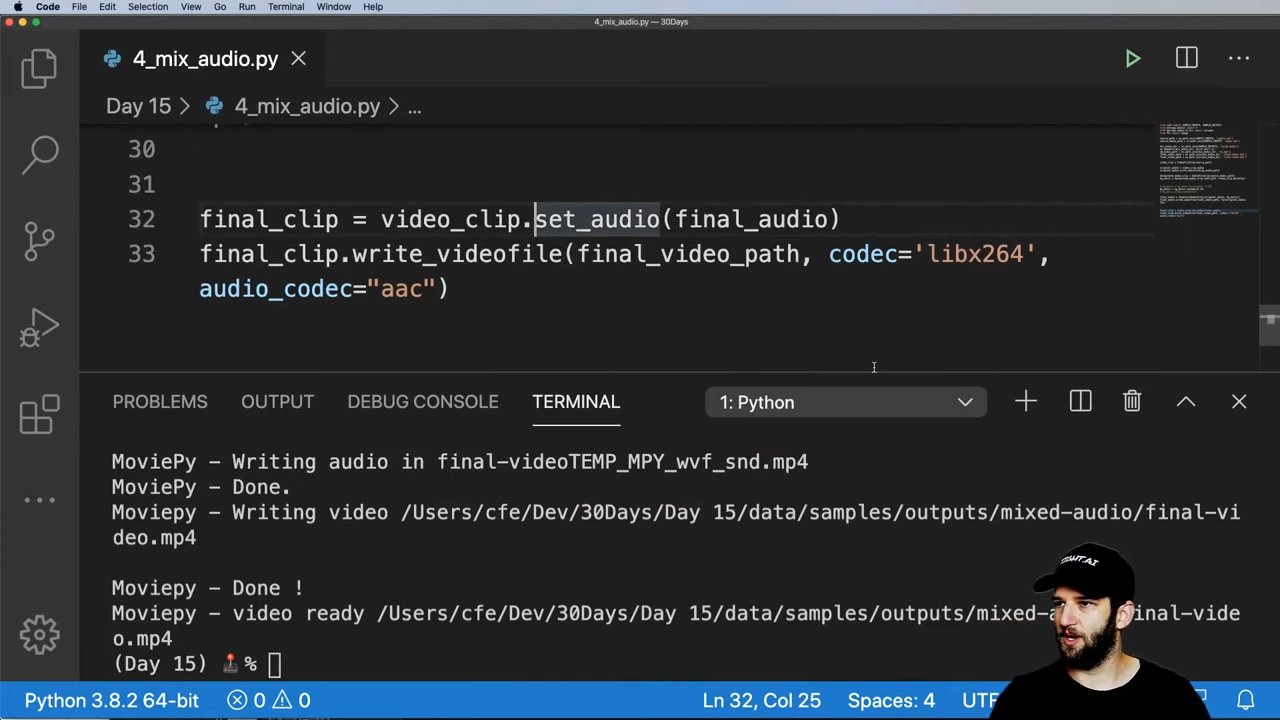 Code File Edit Selection View Go Run Terminal Window Help
4_mix_audio.py — 30Days
4_mix_audio.py
Day 15 > 4_mix_audio.py > ...
30
31
32 final_clip = video_clip.set_audio(final_audio)
33 final_clip.write_videofile(final_video_path, codec='libx264',
audio_codec="aac")
PROBLEMS OUTPUT DEBUG CONSOLE TERMINAL 1: Python
MoviePy - Writing audio in final-videoTEMP_MPY_wvf_snd.mp4
MoviePy - Done.
Moviepy - Writing video /Users/cfe/Dev/30Days/Day 15/data/samples/outputs/mixed-audio/final-vi
deo.mp4
Moviepy - Done !
Moviepy - video ready /Users/cfe/Dev/30Days/Day 15/data/samples/outputs/mixed-a final-vide
o.mp4
(Day 15) %
Python 3.8.2 64-bit 0 0 Ln 32, Col 25 Spaces: 4 UTF